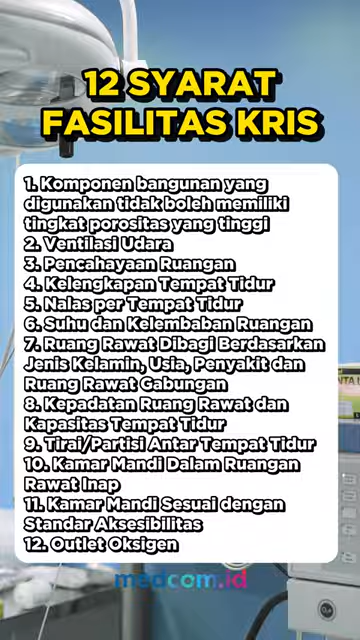 12 SYARAT
FASILITAS KRIS
1. Komponen bangunan yang
digunakan tidak boleh memiliki
tingkat porositas yang tinggi
2. Ventilasi Udara
3. Pencahayaan Ruangan
4. Kelengkapan Tempat Tidur
5. Nalas per Tempat Tidur
6. Suhu dan Kelembaban Ruangan
7. Ruang Rawat Dibagi Berdasarkan
Jenis Kelamin, Usia, Penyakit dan
Ruang Rawat Gabungan
8. Kepadatan Ruang Rawat dan
Kapasitas Tempat Tidur
9. Tirai/Partisi Antar Tempat Tidur
10. Kamar Mandi Dalam Ruangan
Rawat Inap
11. Kamar Mandi Sesuai dengan
Standar Aksesibilitas
12. Outlet Oksigen
medcom.id